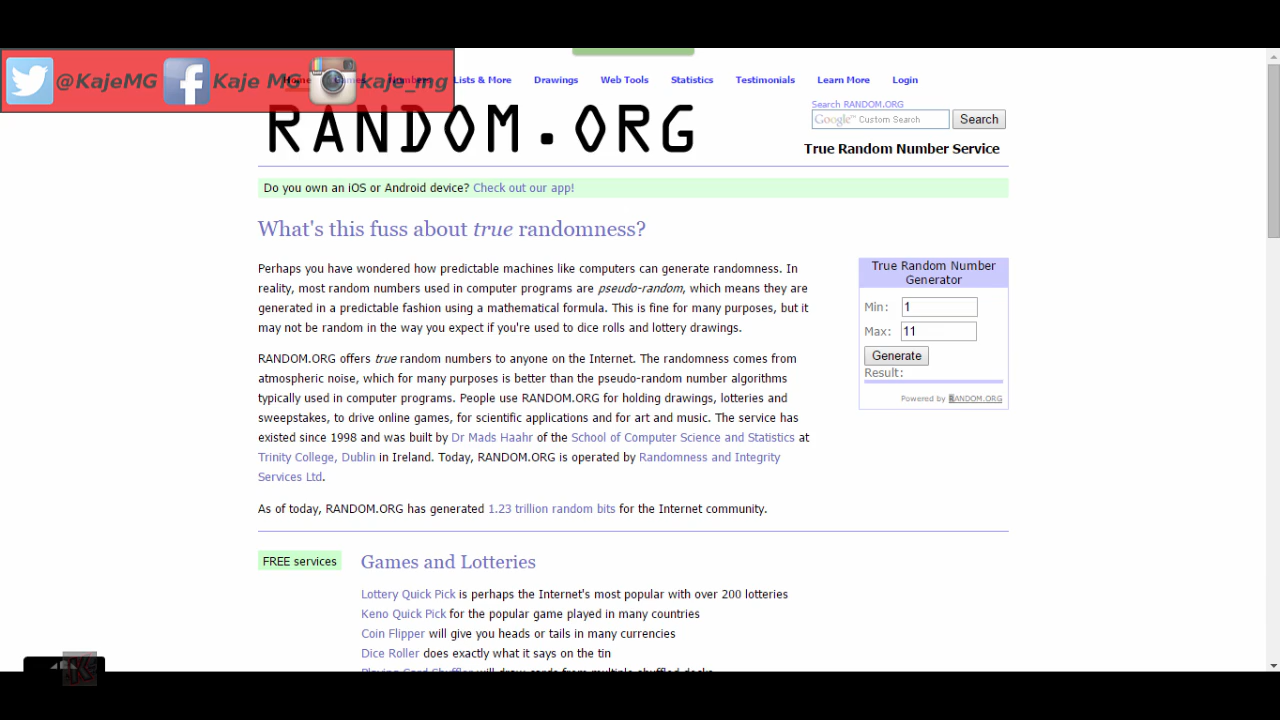 @KajeMG Kaje MG kaje_mg
Home Games Numbers Lists & More Drawings Web Tools Statistics Testimonials Learn More Login
Search RANDOM.ORG
Google™ Custom Search Search
RANDOM.ORG
True Random Number Service
Do you own an iOS or Android device? Check out our app!
What's this fuss about true randomness?
Perhaps you have wondered how predictable machines like computers can generate randomness. In
reality, most random numbers used in computer programs are pseudo-random, which means they are
generated in a predictable fashion using a mathematical formula. This is fine for many purposes, but it
may not be random in the way you expect if you're used to dice rolls and lottery drawings.
RANDOM.ORG offers true random numbers to anyone on the Internet. The randomness comes from
atmospheric noise, which for many purposes is better than the pseudo-random number algorithms
typically used in computer programs. People use RANDOM.ORG for holding drawings, lotteries and
sweepstakes, to drive online games, for scientific applications and for art and music. The service has
existed since 1998 and was built by Dr Mads Haahr of the School of Computer Science and Statistics at
Trinity College, Dublin in Ireland. Today, RANDOM.ORG is operated by Randomness and Integrity
Services Ltd.
As of today, RANDOM.ORG has generated 1.23 trillion random bits for the Internet community.
True Random Number
Generator
Min: 1
Max: 11
Generate
Result:
Powered by RANDOM.ORG
FREE services
Games and Lotteries
Lottery Quick Pick is perhaps the Internet's most popular with over 200 lotteries
Keno Quick Pick for the popular game played in many countries
Coin Flipper will give you heads or tails in many currencies
Dice Roller does exactly what it says on the tin
Playing Card Shuffler will draw cards from multiple shuffled decks